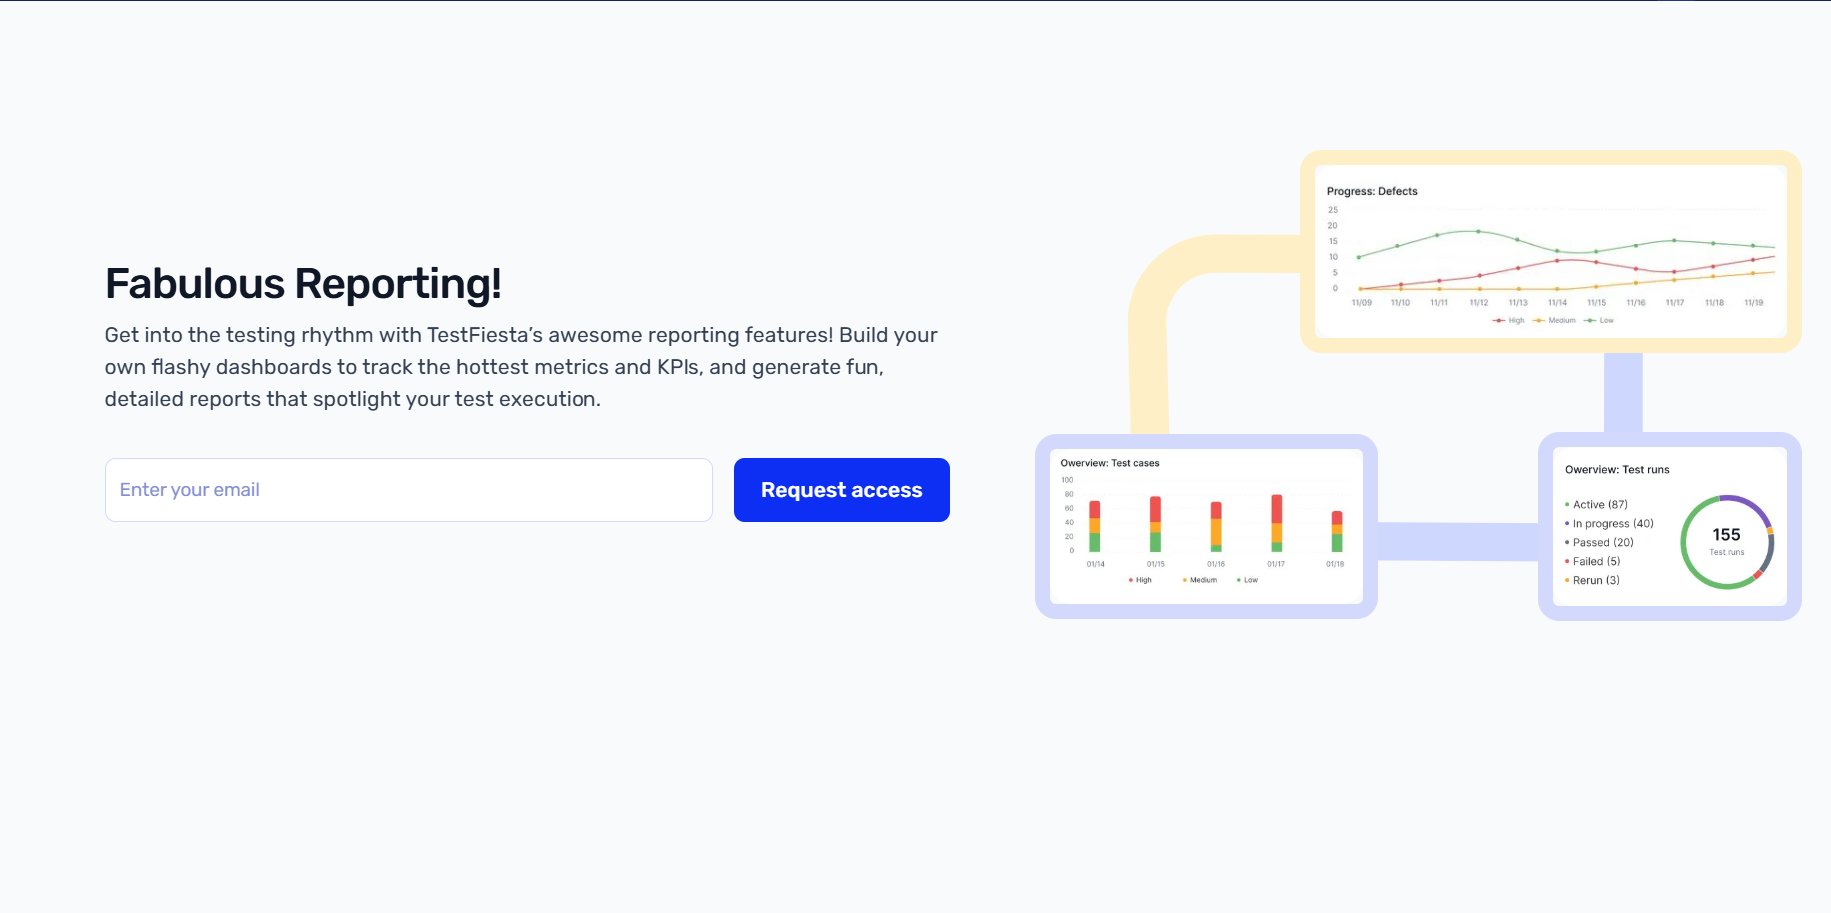 Fabulous Reporting!
Get into the testing rhythm with TestFiesta’s awesome reporting features! Build your
own flashy dashboards to track the hottest metrics and KPIs, and generate fun,
detailed reports that spotlight your test execution.
Enter your email
Request access
Progress: Defects
25
20
15
10
5
0
11/09 11/10 11/11 11/12 11/13 11/14 11/15 11/16 11/17 11/18 11/19
High Medium Low
Owerview: Test cases
100
80
60
40
20
0
01/14 01/15 01/16 01/17 01/18
High Medium Low
Owerview: Test runs
Active (87)
In progress (40)
Passed (20)
Failed (5)
Rerun (3)
155
Test runs